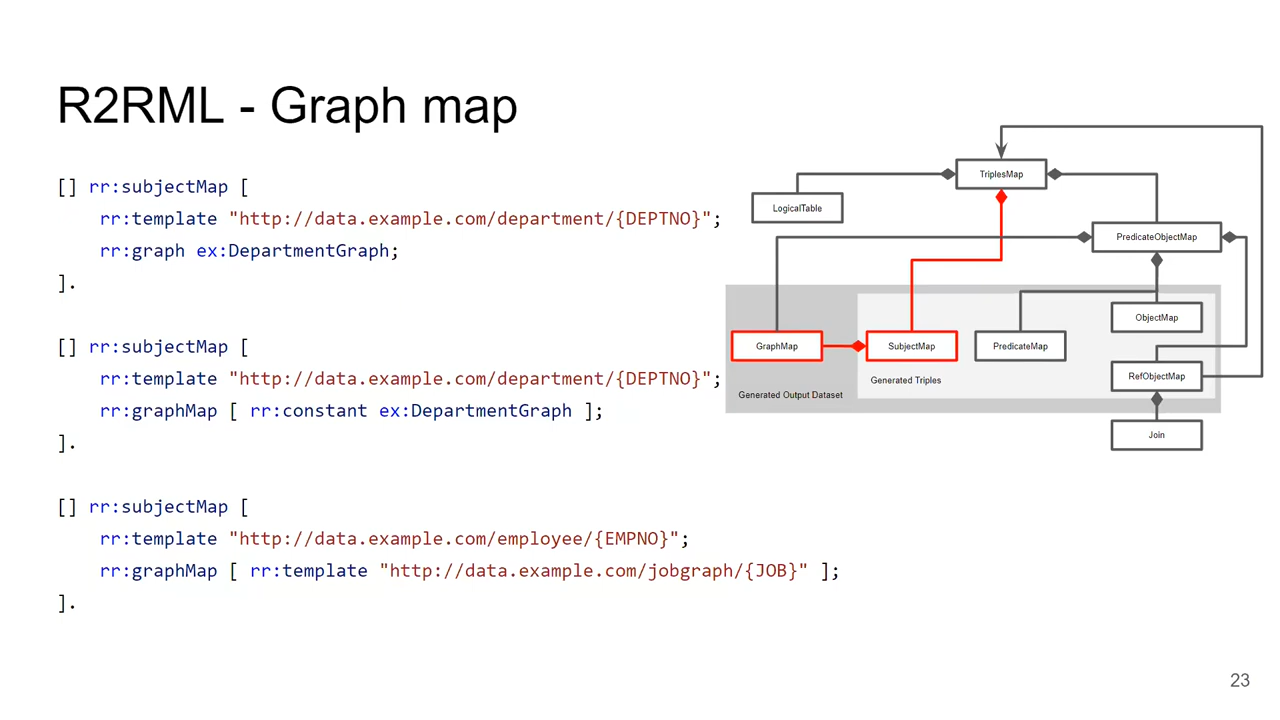 R2RML - Graph map
[] rr:subjectMap [
rr:template "http://data.example.com/department/{DEPTNO}";
rr:graph ex:DepartmentGraph;
].
[] rr:subjectMap [
rr:template "http://data.example.com/department/{DEPTNO}";
rr:graphMap [ rr:constant ex:DepartmentGraph ];
].
[] rr:subjectMap [
rr:template "http://data.example.com/employee/{EMPNO}";
rr:graphMap [ rr:template "http://data.example.com/jobgraph/{JOB}" ];
].
TriplesMap
LogicalTable
PredicateObjectMap
ObjectMap
GraphMap
SubjectMap
PredicateMap
RefObjectMap
Generated Triples
Generated Output Dataset
Join
23